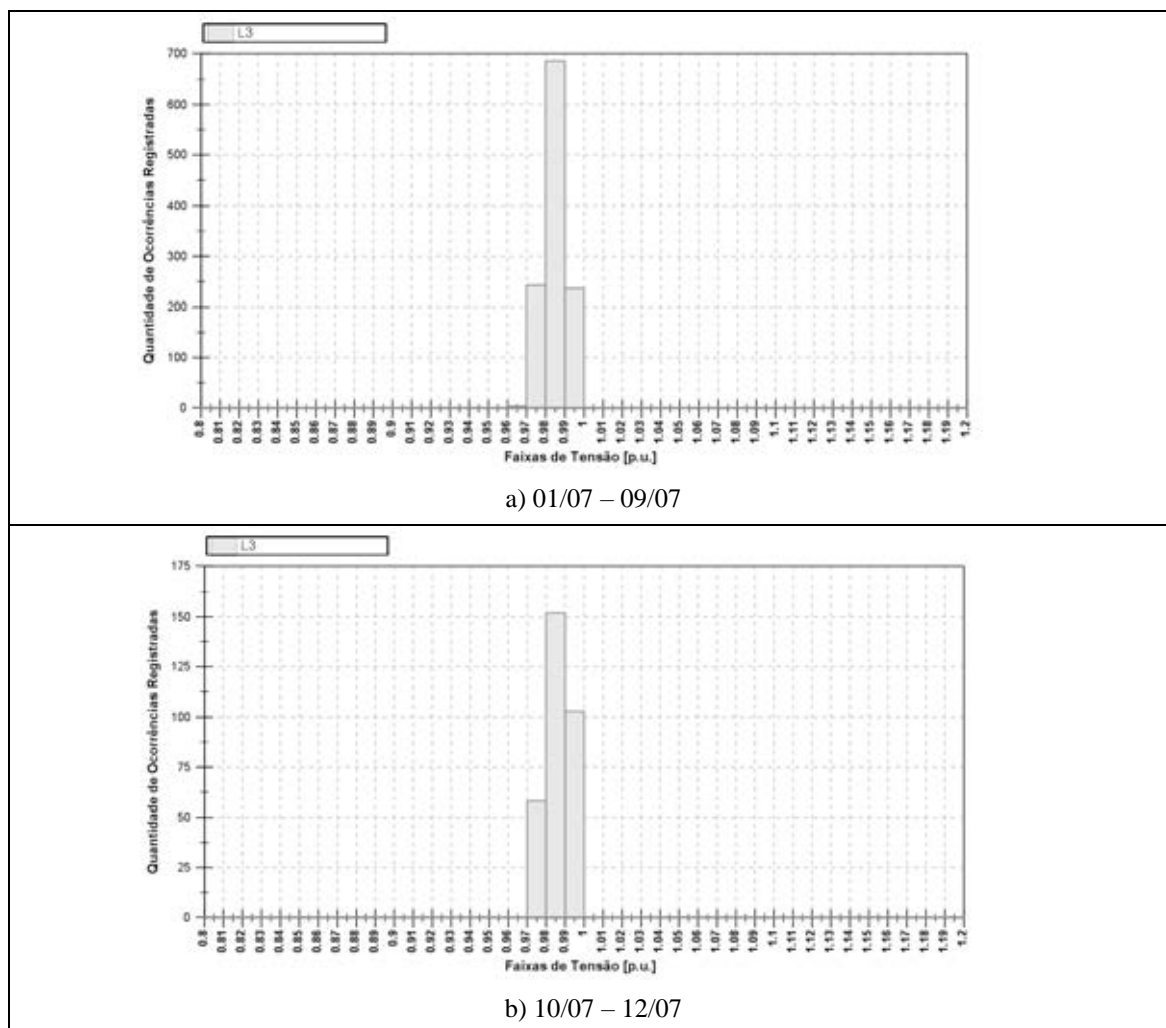 L3
Quantidade de Ocorrências Registradas
700
600
500
400
300
200
100
0
0.8 0.81 0.82 0.83 0.84 0.85 0.86 0.87 0.88 0.89 0.9 0.91 0.92 0.93 0.94 0.95 0.96 0.97 0.98 0.99 1 1.01 1.02 1.03 1.04 1.05 1.06 1.07 1.08 1.09 1.1 1.11 1.12 1.13 1.14 1.15 1.16 1.17 1.18 1.19 1.2
Faixas de Tensão [p.u.]
a) 01/07 – 09/07
L3
Quantidade de Ocorrências Registradas
175
150
125
100
75
50
25
0
0.8 0.81 0.82 0.83 0.84 0.85 0.86 0.87 0.88 0.89 0.9 0.91 0.92 0.93 0.94 0.95 0.96 0.97 0.98 0.99 1 1.01 1.02 1.03 1.04 1.05 1.06 1.07 1.08 1.09 1.1 1.11 1.12 1.13 1.14 1.15 1.16 1.17 1.18 1.19 1.2
Faixas de Tensão [p.u.]
b) 10/07 – 12/07